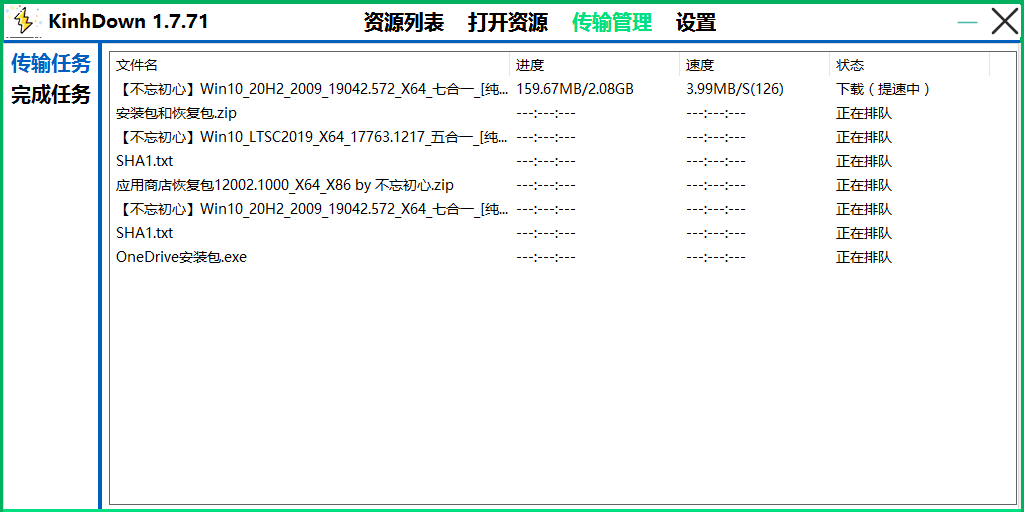 KinhDown 1.7.71 资源列表 打开资源 传输管理 设置
传输任务
完成任务
文件名 进度 速度 状态
【不忘初心】Win10_20H2_2009_19042.572_X64_七合一_[纯... 159.67MB/2.08GB 3.99MB/S(126) 下载（提速中）
安装包和恢复包.zip ---:---:--- ---:---:--- 正在排队
【不忘初心】Win10_LTSC2019_X64_17763.1217_五合一_[纯... ---:---:--- ---:---:--- 正在排队
SHA1.txt ---:---:--- ---:---:--- 正在排队
应用商店恢复包12002.1000_X64_X86 by 不忘初心.zip ---:---:--- ---:---:--- 正在排队
【不忘初心】Win10_20H2_2009_19042.572_X64_七合一_[纯... ---:---:--- ---:---:--- 正在排队
SHA1.txt ---:---:--- ---:---:--- 正在排队
OneDrive安装包.exe ---:---:--- ---:---:--- 正在排队